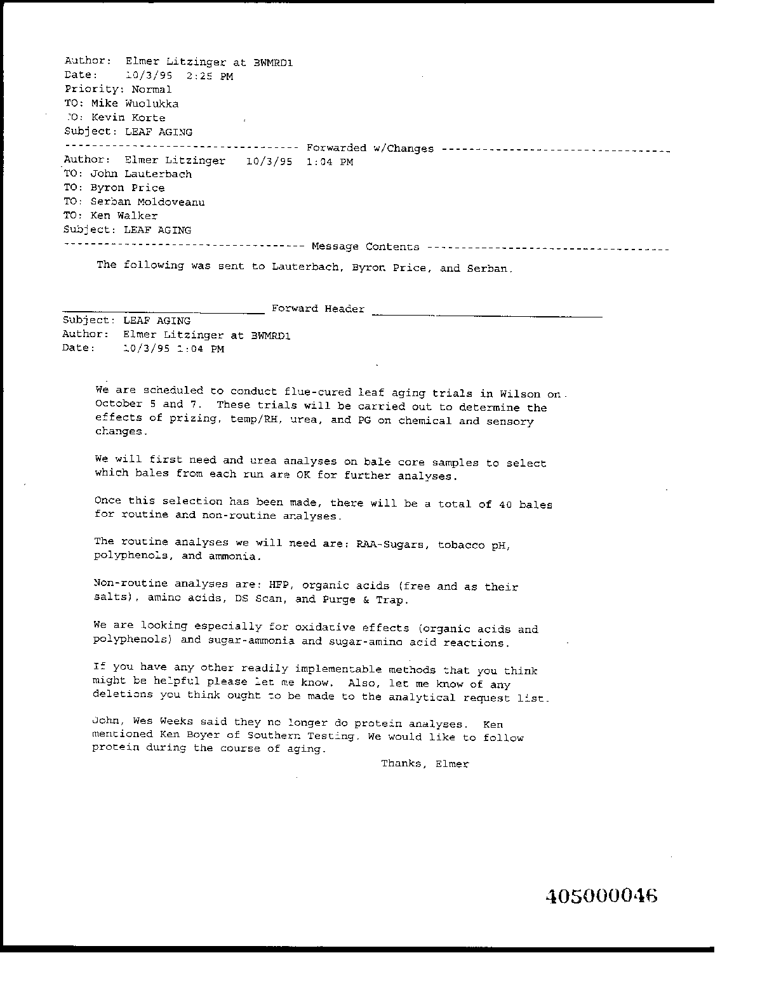 Author: Elmer Litzinger at BWMRD1
Date: 10/3/95 2:25 PM
Priority: Normal
TO: Mike Wuolukka
TO: Kevin Korte
Subject: LEAF AGING
---------------------------------- Forwarded w/Changes ----------------------------------
Author: Elmer Litzinger 10/3/95 1:04 PM
TO: John Lauterbach
TO: Byron Price
TO: Serban Moldoveanu
TO: Ken Walker
Subject: LEAF AGING
----------------------------------- Message Contents ------------------------------------
The following was sent to Lauterbach, Byron Price, and Serban.
______________________________ Forward Header ___________________________________
Subject: LEAF AGING
Author: Elmer Litzinger at BWMRD1
Date: 10/3/95 1:04 PM
We are scheduled to conduct flue-cured leaf aging trials in Wilson on
October 5 and 7. These trials will be carried out to determine the
effects of prizing, temp/RH, urea, and PG on chemical and sensory
changes.
We will first need and urea analyses on bale core samples to select
which bales from each run are OK for further analyses.
Once this selection has been made, there will be a total of 40 bales
for routine and non-routine analyses.
The routine analyses we will need are: RAA-Sugars, tobacco pH,
polyphenols, and ammonia.
Non-routine analyses are: HFP, organic acids (free and as their
salts), amino acids, DS Scan, and Purge & Trap.
We are looking especially for oxidative effects (organic acids and
polyphenols) and sugar-ammonia and sugar-amino acid reactions.
If you have any other readily implementable methods that you think
might be helpful please let me know. Also, let me know of any
deletions you think ought to be made to the analytical request list.
John, Wes Weeks said they no longer do protein analyses. Ken
mentioned Ken Boyer of Southern Testing. We would like to follow
protein during the course of aging.
Thanks, Elmer
405000046